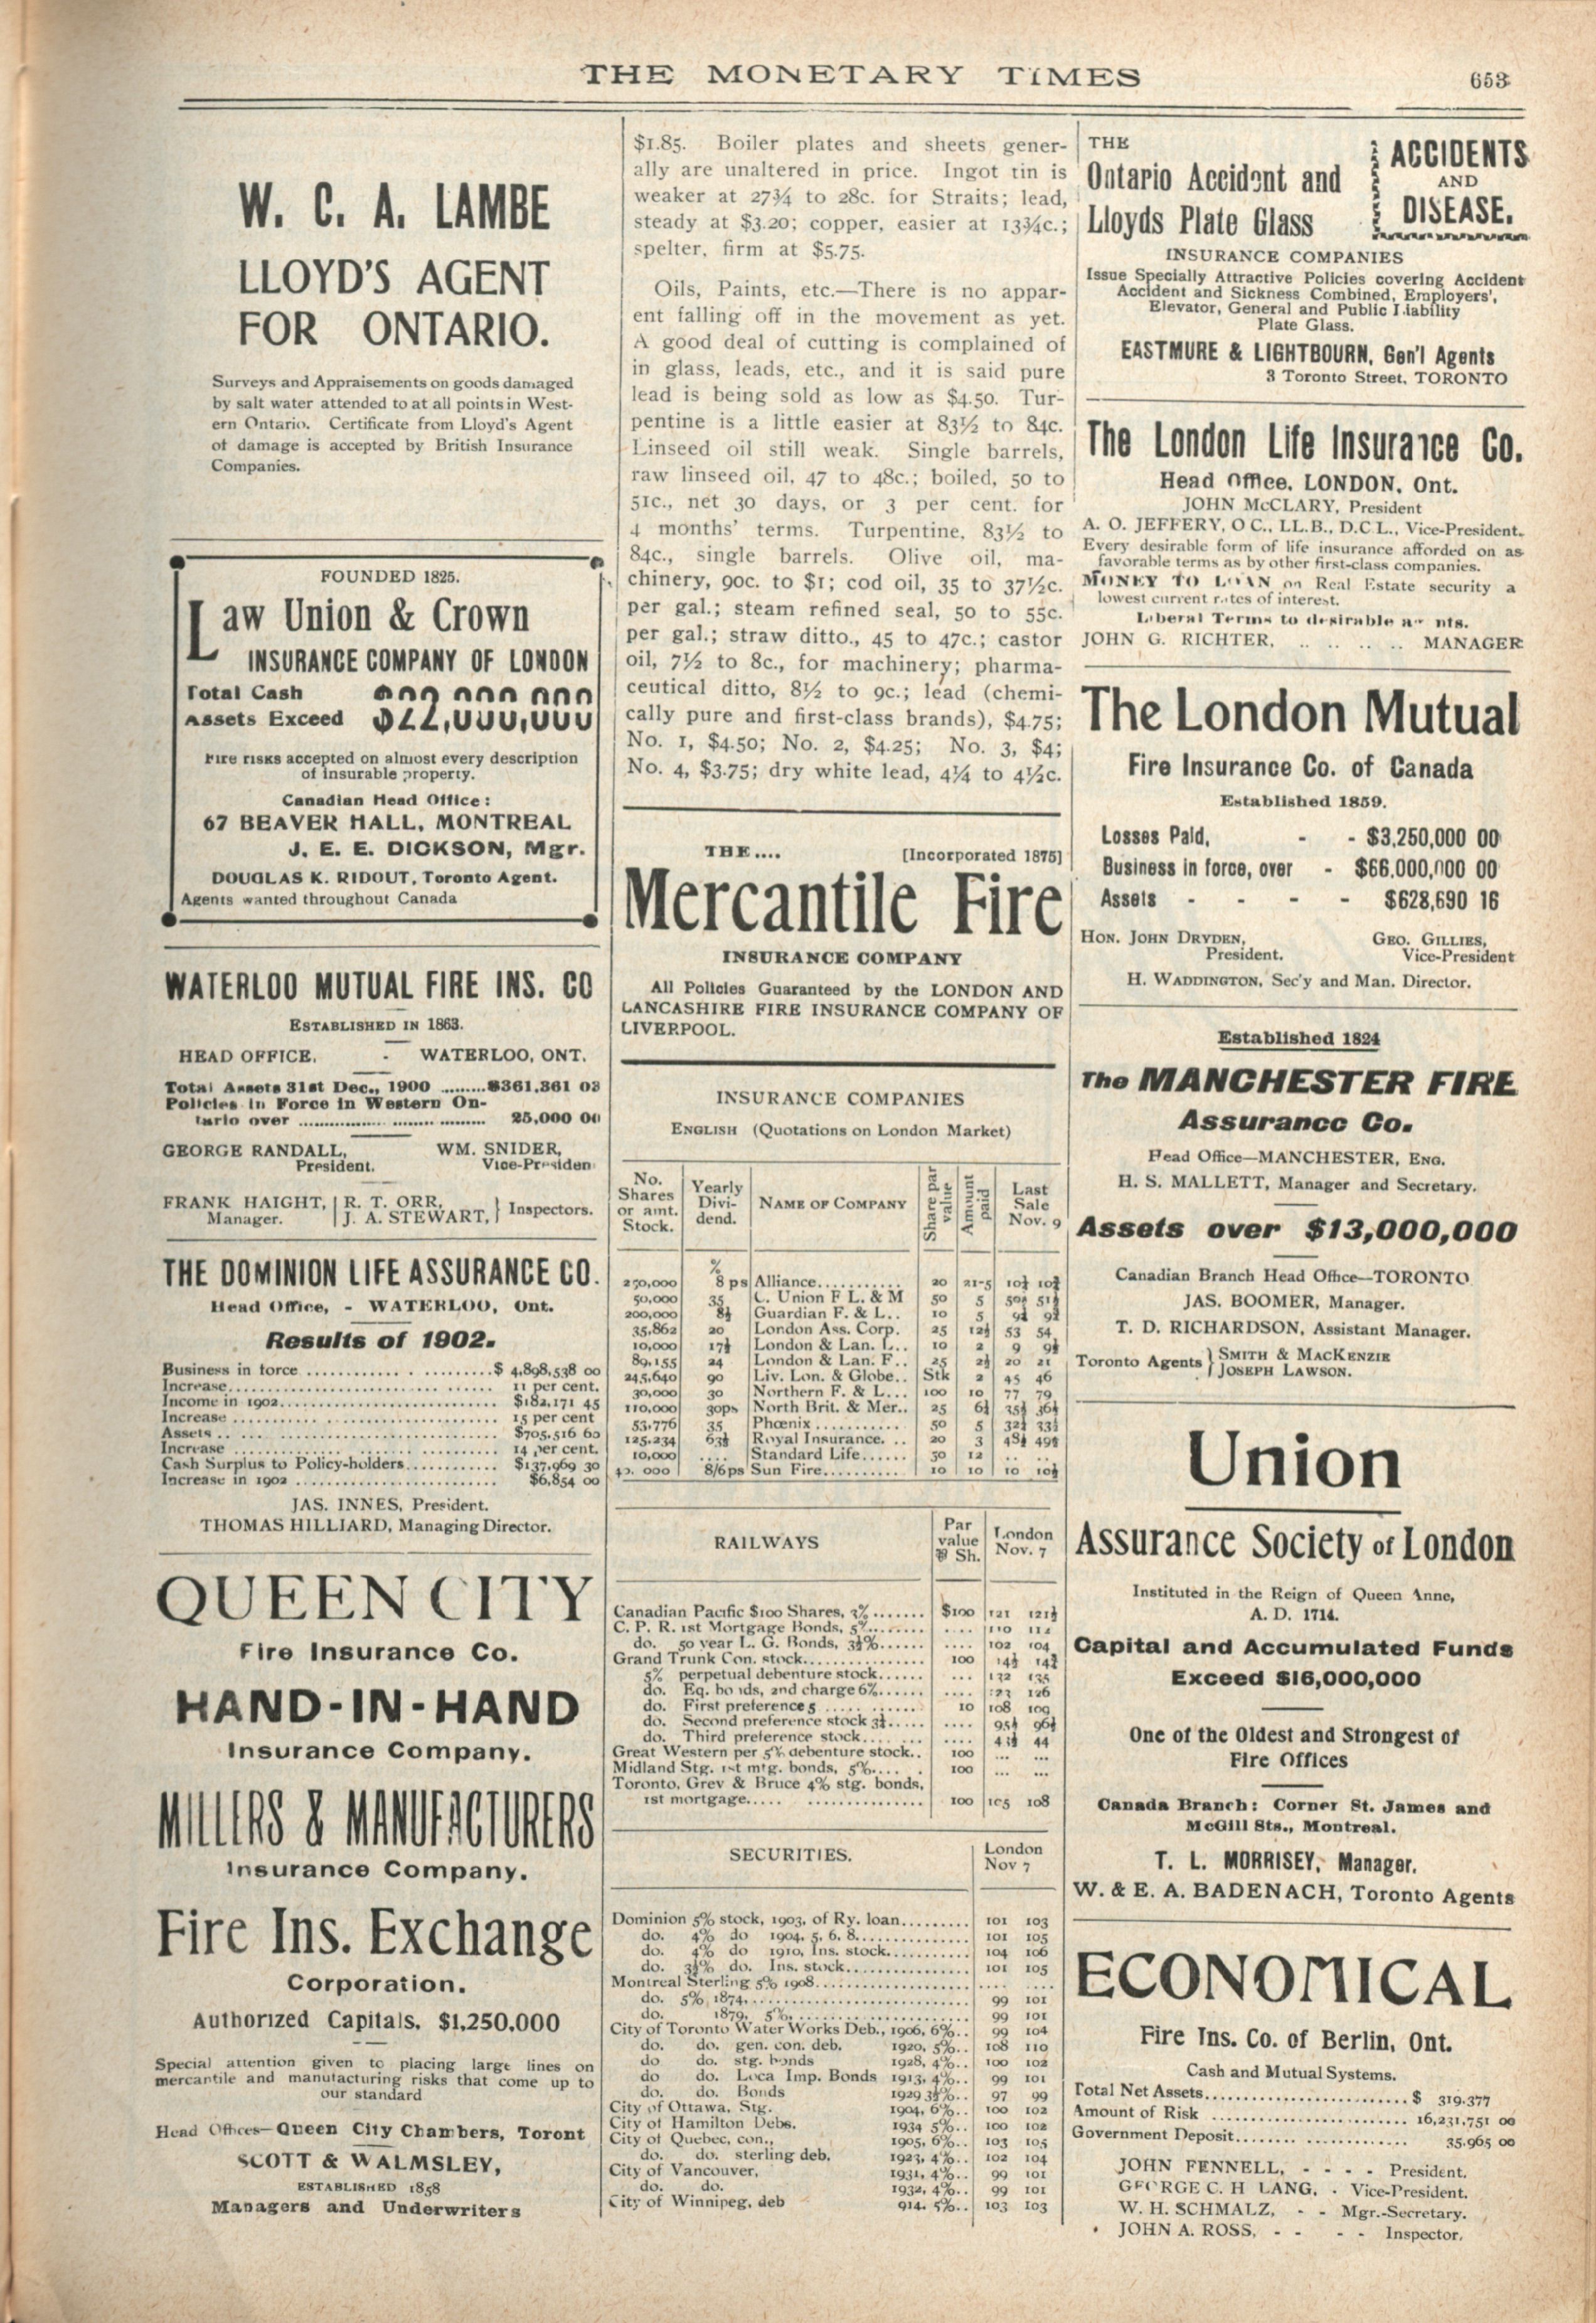 THE MONETARY TIMES
653
W. C. A. LAMBE
LLOYD'S AGENT
FOR ONTARIO.
Surveys and Appraisements on goods damaged
by salt water attended to at all points in West-
ern Ontario. Certificate from Lloyd's Agent
of damage is accepted by British Insurance
Companies.
FOUNDED 1825.
Law Union & Crown
INSURANCE COMPANY OF LONDON
Total Cash
Assets Exceed $22,000,000
Fire risks accepted on almost every description
of insurable property.
Canadian Head Office:
67 BEAVER HALL, MONTREAL
J. E. E. DICKSON, Mgr.
DOUGLAS K. RIDOUT, Toronto Agent.
Agents wanted throughout Canada
WATERLOO MUTUAL FIRE INS. CO
ESTABLISHED IN 1863.
HEAD OFFICE, - WATERLOO, ONT.
Total Assets 31st Dec., 1900 .........$361,361 03
Policies in Force in Western On-
tario over .................. 25,000 00
GEORGE RANDALL, WM. SNIDER,
President. Vice-Presiden
FRANK HAIGHT, R. T. ORR,
Manager. J. A. STEWART, } Inspectors.
THE DOMINION LIFE ASSURANCE CO.
Head Office, - WATERLOO, Ont.
Results of 1902.
Business in force ......................$ 4,898,538 00
Increase........................ 11 per cent.
Income in 1902........................ $182,171 45
Increase ........................ 15 per cent
Assets ........................ $705,516 60
Increase ........................ 14 per cent.
Cash Surplus to Policy-holders............ $137,969 30
Increase in 1902 ........................ $6,854 00
JAS. INNES, President.
THOMAS HILLIARD, Managing Director.
QUEEN CITY
Fire Insurance Co.
HAND-IN-HAND
Insurance Company.
MILLERS & MANUFACTURERS
Insurance Company.
Fire Ins. Exchange
Corporation.
Authorized Capitals, $1,250,000
Special attention given to placing large lines on
mercantile and manufacturing risks that come up to
our standard
Head Offices—Queen City Chambers, Toront
SCOTT & WALMSLEY,
ESTABLISHED 1858
Managers and Underwriters
$1.85. Boiler plates and sheets gener-
ally are unaltered in price. Ingot tin is
weaker at 27¾ to 28c. for Straits; lead,
steady at $3.20; copper, easier at 13¾c.;
spelter, firm at $5.75.
Oils, Paints, etc.—There is no appar-
ent falling off in the movement as yet.
A good deal of cutting is complained of
in glass, leads, etc., and it is said pure
lead is being sold as low as $4.50. Tur-
pentine is a little easier at 83½ to 84c.
Linseed oil still weak. Single barrels,
raw linseed oil, 47 to 48c.; boiled, 50 to
51c., net 30 days, or 3 per cent. for
4 months' terms. Turpentine, 83½ to
84c., single barrels. Olive oil, ma-
chinery, 90c. to $1; cod oil, 35 to 37½c.
per gal.; steam refined seal, 50 to 55c.
per gal.; straw ditto., 45 to 47c.; castor
oil, 7½ to 8c., for machinery; pharma-
ceutical ditto, 8½ to 9c.; lead (chemi-
cally pure and first-class brands), $4.75;
No. 1, $4.50; No. 2, $4.25; No. 3, $4;
No. 4, $3.75; dry white lead, 4¼ to 4½c.
THE.... [Incorporated 1875]
Mercantile Fire
INSURANCE COMPANY
All Policies Guaranteed by the LONDON AND
LANCASHIRE FIRE INSURANCE COMPANY OF
LIVERPOOL.
INSURANCE COMPANIES
ENGLISH (Quotations on London Market)
No. Shares or amt. Stock. Yearly Divi-dend. NAME OF COMPANY Share par value Amount paid Last Sale Nov. 9
%
250,000 8 ps Alliance........... 20 21-5
50,000 35 C. Union F L. & M 50 5
200,000 8½ Guardian F. & L.. 10 5
35,862 20 London Ass. Corp. 25 12½ 53 54
10,000 17½ London & Lan. L.. 10 2 9
89,155 24 London & Lan. F.. 25 2½ 20 21
245,640 90 Liv. Lon. & Globe.. Stk 2 45 46
30,000 30 Northern F. & L... 100 10 77 79
110,000 30ps North Brit. & Mer.. 25
53,776 35 Phœnix ........... 50 5
125,234 Royal Insurance. .. 20 3
10,000 .... Standard Life...... 50 12
8/6ps Sun Fire.......... 10 10 10
RAILWAYS Par value ₩ Sh. London Nov. 7
Canadian Pacific $100 Shares, 3%....... $100 121
C. P. R. 1st Mortgage Bonds, 5%......... .... 110 112
do. 50 year L. G. Bonds, 3½%...... .... 102 104
Grand Trunk Con. stock............... 100
5% perpetual debenture stock...... ... 132 135
do. Eq. bonds, 2nd charge 6%...... .... 123 126
do. First preference 5 ........... 10 108 109
do. Second preference stock 3½..... ....
do. Third preference stock.... ... .... 44
Great Western per 5% debenture stock.. 100 ... ...
Midland Stg. 1st mtg. bonds, 5%.... . 100 ... ...
Toronto, Grey & Bruce 4% stg. bonds,
1st mortgage..... .............. 100 105 108
SECURITIES. London Nov 7
Dominion 5% stock, 1903, of Ry. loan......... 101 103
do. 4% do 1904, 5, 6, 8.............. 101 105
do. 4% do 1910, Ins. stock........... 104 106
do. 3½% do. Ins. stock............... 101 105
Montreal Sterling 5% 1908................... .... ....
do. 5%, 1874............................ 99 101
do. 1879, 5%, ........................ 99 101
City of Toronto Water Works Deb., 1906, 6%.. 99 104
do. do. gen. con. deb. 1920, 5%.. 108 110
do do. stg. bonds 1928, 4%.. 100 102
do do. Loca Imp. Bonds 1913, 4%.. 99 101
do. do. Bonds 1929 3½%.. 97 99
City of Ottawa, Stg. 1904, 6%.. 100 102
City of Hamilton Debs. 1934 5%.. 100 102
City of Quebec, con., 1905, 6%.. 103 105
do. do. sterling deb, 1923, 4%.. 102 104
City of Vancouver, 1931, 4%.. 99 101
do. do. 1932, 4%.. 99 101
City of Winnipeg, deb 914, 5%.. 103 103
THE
Ontario Accident and
Lloyds Plate Glass
ACCIDENTS
AND
DISEASE.
INSURANCE COMPANIES
Issue Specially Attractive Policies covering Accident
Accident and Sickness Combined, Employers',
Elevator, General and Public Liability
Plate Glass.
EASTMURE & LIGHTBOURN, Gen'l Agents
3 Toronto Street, TORONTO
The London Life Insurance Co.
Head Office, LONDON, Ont.
JOHN McCLARY, President
A. O. JEFFERY, O C., LL.B., D.C L., Vice-President.
Every desirable form of life insurance afforded on as
favorable terms as by other first-class companies.
MONEY TO LOAN on Real Estate security a
lowest current rates of interest.
Liberal Terms to desirable agents.
JOHN G. RICHTER, .. .. .. .. MANAGER
The London Mutual
Fire Insurance Co. of Canada
Established 1859.
Losses Paid, - - $3,250,000 00
Business in force, over - $66,000,000 00
Assets - - - - $628,690 16
HON. JOHN DRYDEN, GEO. GILLIES,
President. Vice-President
H. WADDINGTON, Sec'y and Man. Director.
Established 1824
The MANCHESTER FIRE
Assurance Co.
Head Office—MANCHESTER, ENG.
H. S. MALLETT, Manager and Secretary.
Assets over $13,000,000
Canadian Branch Head Office—TORONTO
JAS. BOOMER, Manager.
T. D. RICHARDSON, Assistant Manager.
Toronto Agents { SMITH & MACKENZIE
JOSEPH LAWSON.
Union
Assurance Society of London
Instituted in the Reign of Queen Anne,
A. D. 1714.
Capital and Accumulated Funds
Exceed $16,000,000
One of the Oldest and Strongest of
Fire Offices
Canada Branch: Corner St. James and
McGill Sts., Montreal.
T. L. MORRISEY, Manager.
W. & E. A. BADENACH, Toronto Agents
ECONOMICAL
Fire Ins. Co. of Berlin, Ont.
Cash and Mutual Systems.
Total Net Assets..........................$ 319,377
Amount of Risk .......................... 16,231,751 00
Government Deposit........ ............. 35,965 00
JOHN FENNELL, - - - - President.
GEORGE C. H LANG, - Vice-President.
W. H. SCHMALZ, - - Mgr.-Secretary.
JOHN A. ROSS, - - - - Inspector.